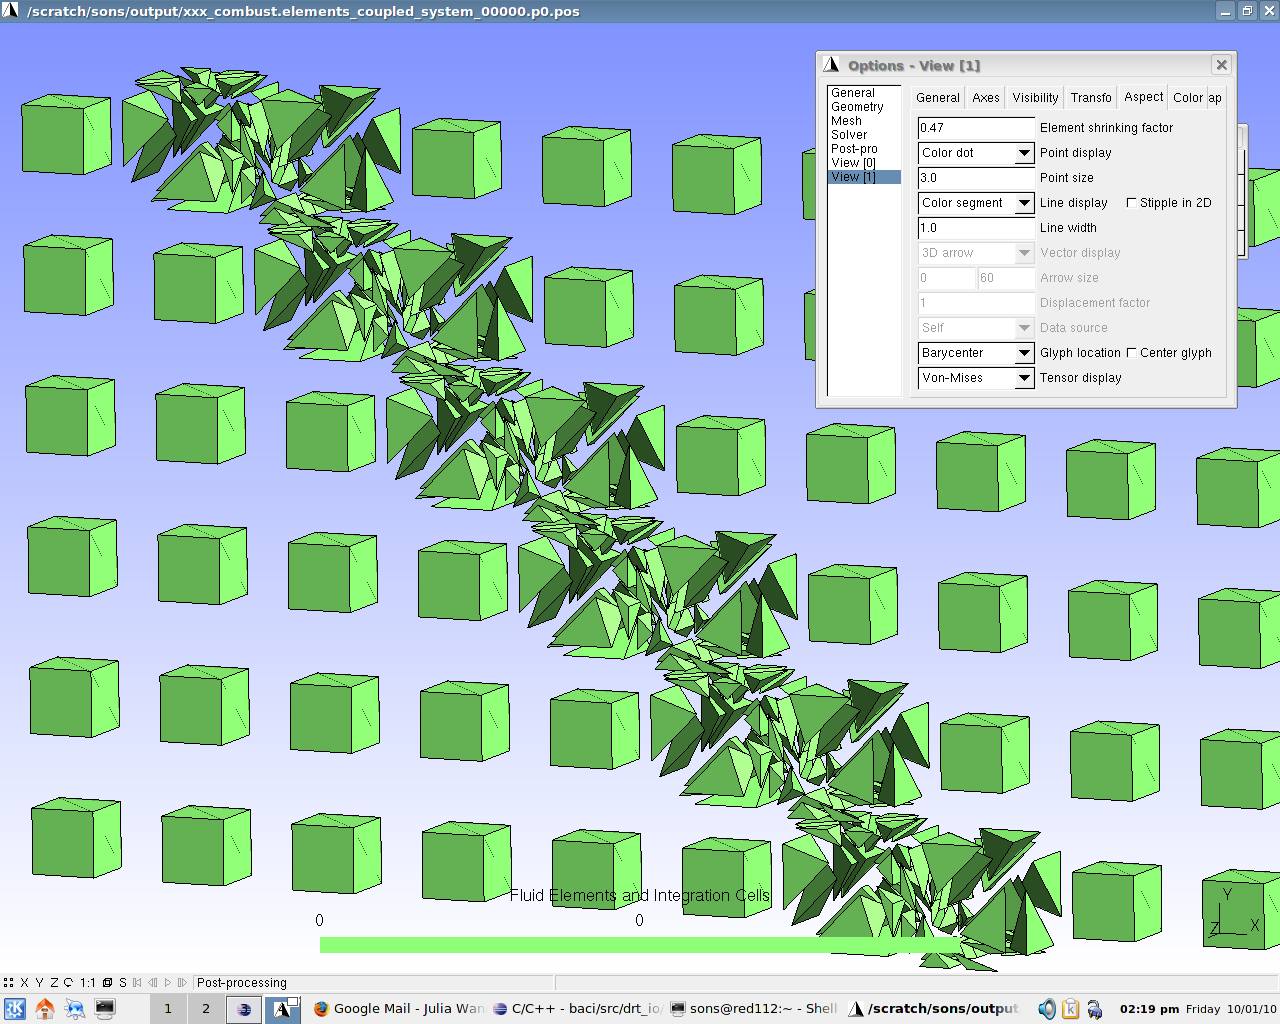 /scratch/sons/output/xxx_combust.elements_coupled_system_00000.p0.pos
Options - View [1]
General
Geometry
Mesh
Solver
Post-pro
View [0]
View [1]
General Axes Visibility Transfo Aspect Color ap
0.47 Element shrinking factor
Color dot Point display
3.0 Point size
Color segment Line display Stipple in 2D
1.0 Line width
3D arrow Vector display
0 60 Arrow size
1 Displacement factor
Self Data source
Barycenter Glyph location Center glyph
Von-Mises Tensor display
Fluid Elements and Integration Cells
0 0
Y
Z X
X Y Z 1:1 S Post-processing
1 2 Google Mail - Julia Wan C/C++ - baci/src/drt_io/ sons@red112:~ - Shell /scratch/sons/output 02:19 pm Friday 10/01/10